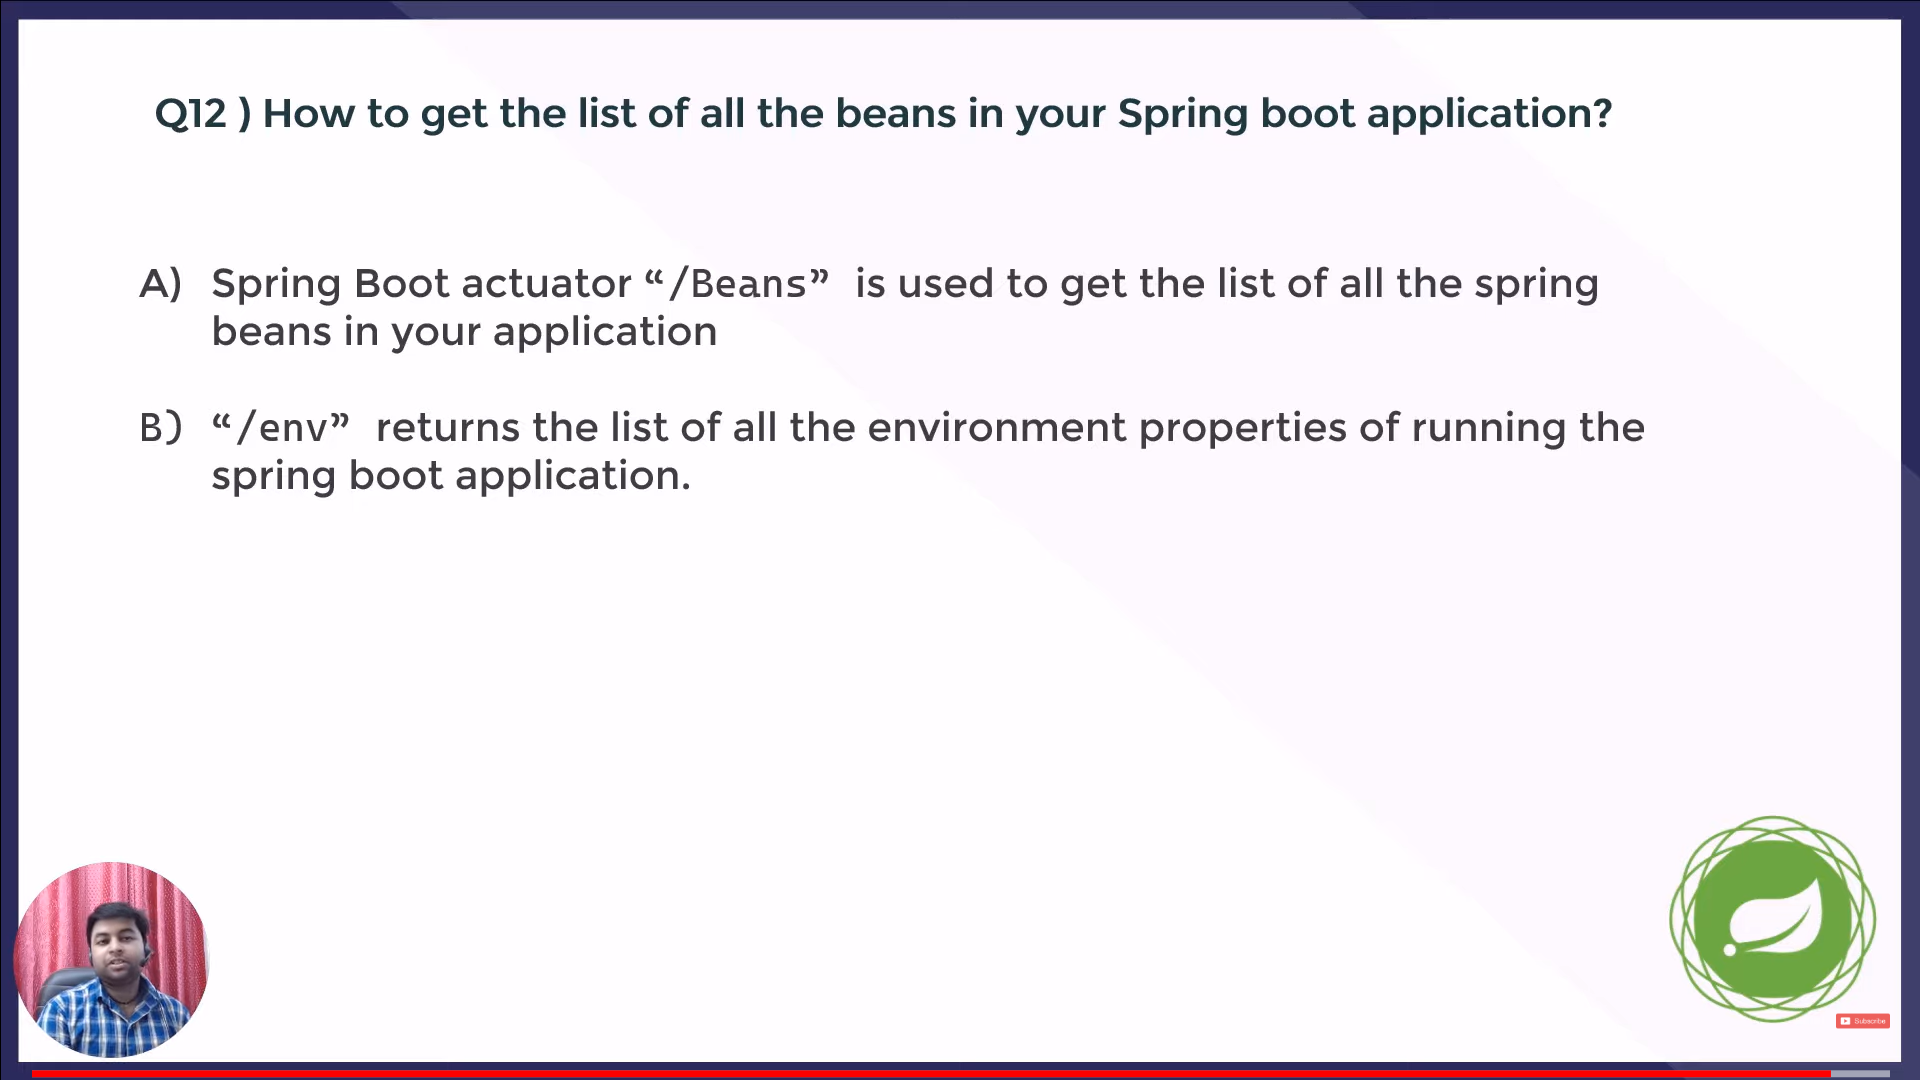 Q12 ) How to get the list of all the beans in your Spring boot application?
A) Spring Boot actuator “/Beans” is used to get the list of all the spring
beans in your application
B) “/env” returns the list of all the environment properties of running the
spring boot application.
Subscribe